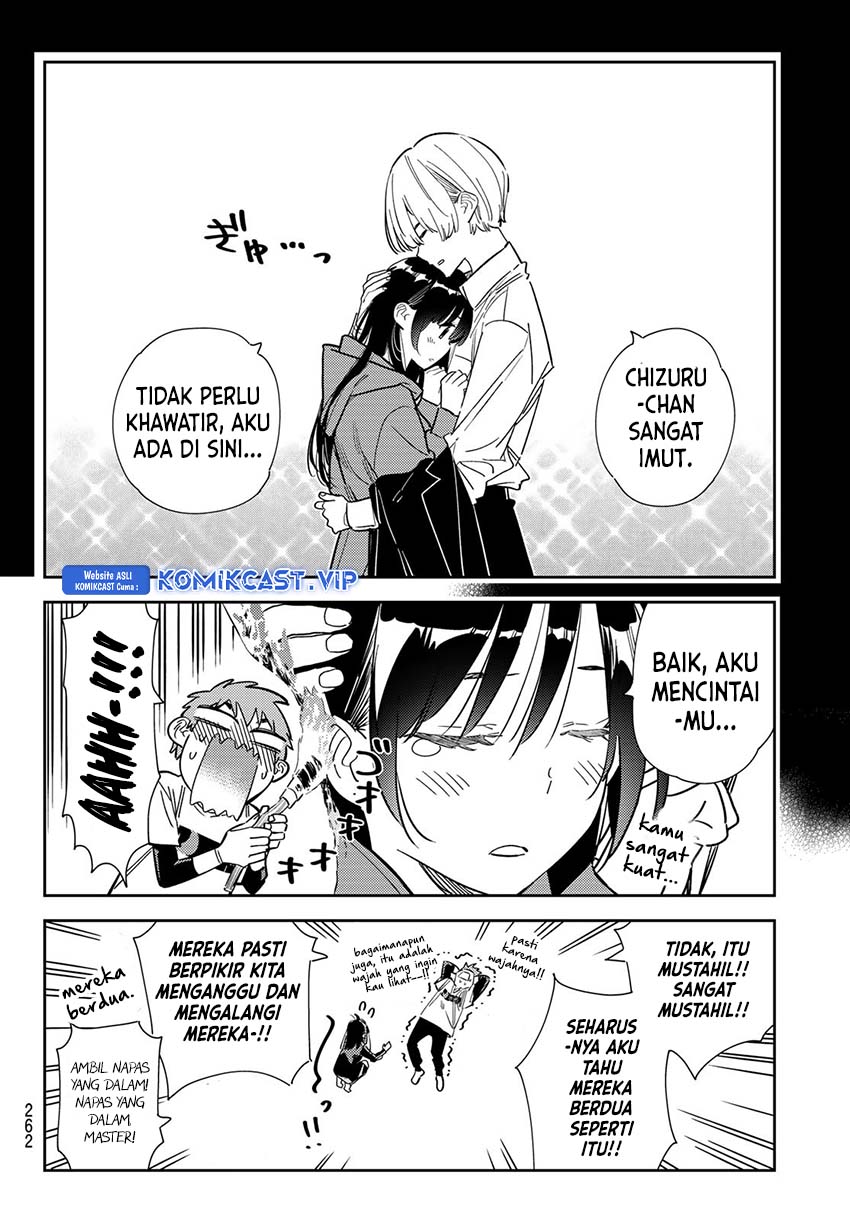 ぎゅ…っ
CHIZURU
-CHAN
SANGAT
IMUT.
TIDAK PERLU
KHAWATIR, AKU
ADA DI SINI...
Website ASLI
KOMIKCAST Cuma :
KOMIKCAST.VIP
BAIK, AKU
MENCINTAI
-MU...
kamu
sangat
kuat...
ゴオオ
AAHH-!!!
TIDAK, ITU
MUSTAHIL!!
SANGAT
MUSTAHIL!!
SEHARUS
-NYA AKU
TAHU
MEREKA
BERDUA
SEPERTI
ITU!!
pasti
karena
wajahnya!!
bagaimanapun
juga, itu adalah
wajah yang ingin
kau lihat--!!
MEREKA PASTI
BERPIKIR KITA
MENGANGGU DAN
MENGALANGI
MEREKA-!!
mereka
berdua.
AMBIL NAPAS
YANG DALAM!
NAPAS YANG
DALAM,
MASTER!
262